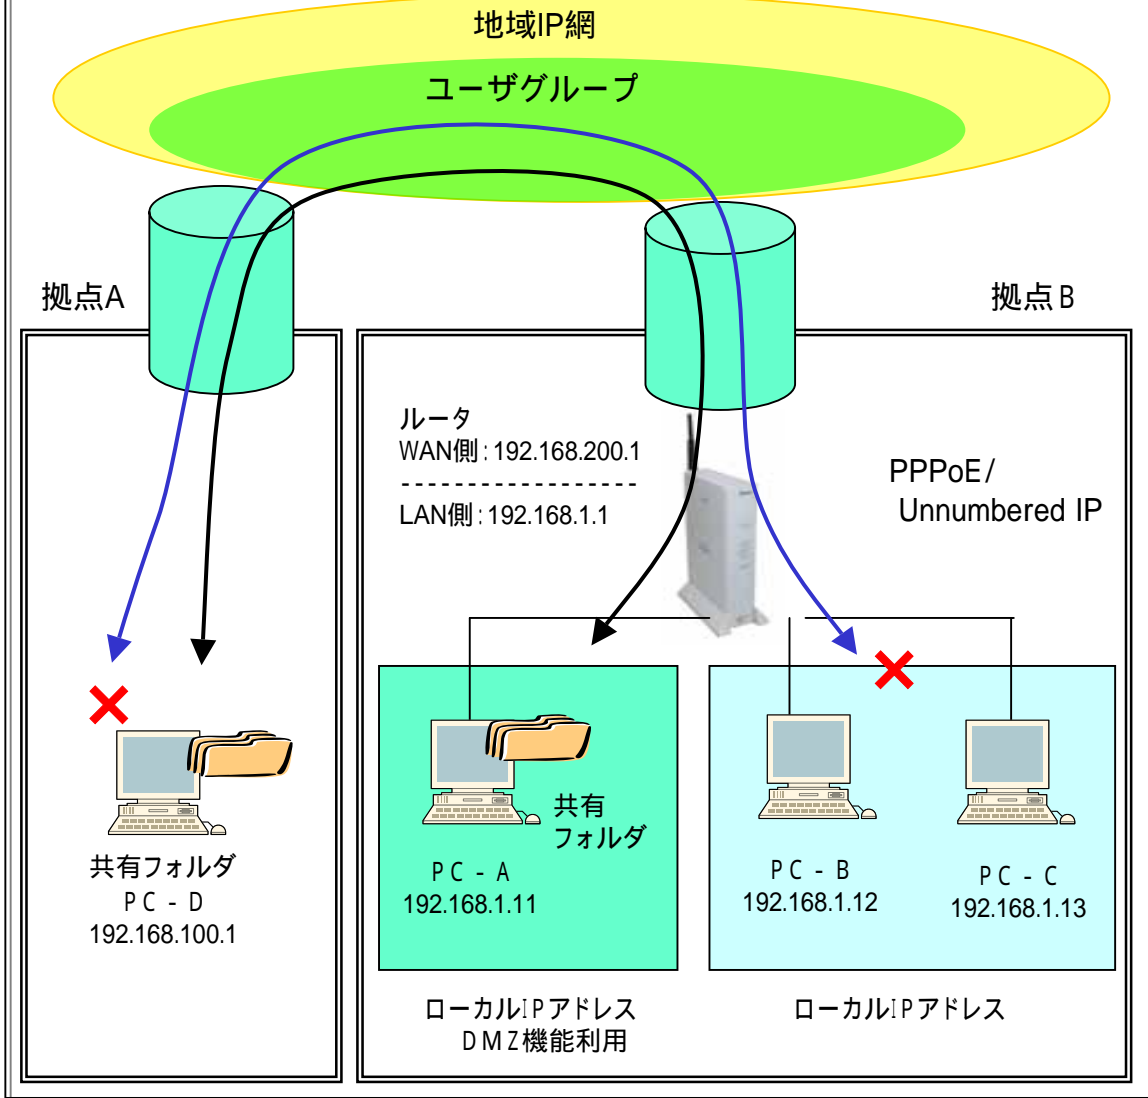 地域IP網
ユーザグループ
拠点A
拠点B
ルータ
WAN側:192.168.200.1
------------------
LAN側:192.168.1.1
PPPoE/
Unnumbered IP
共有
フォルダ
共有フォルダ
PC - D
192.168.100.1
PC - A
192.168.1.11
PC - B
192.168.1.12
PC - C
192.168.1.13
ローカルIPアドレス
DMZ機能利用
ローカルIPアドレス